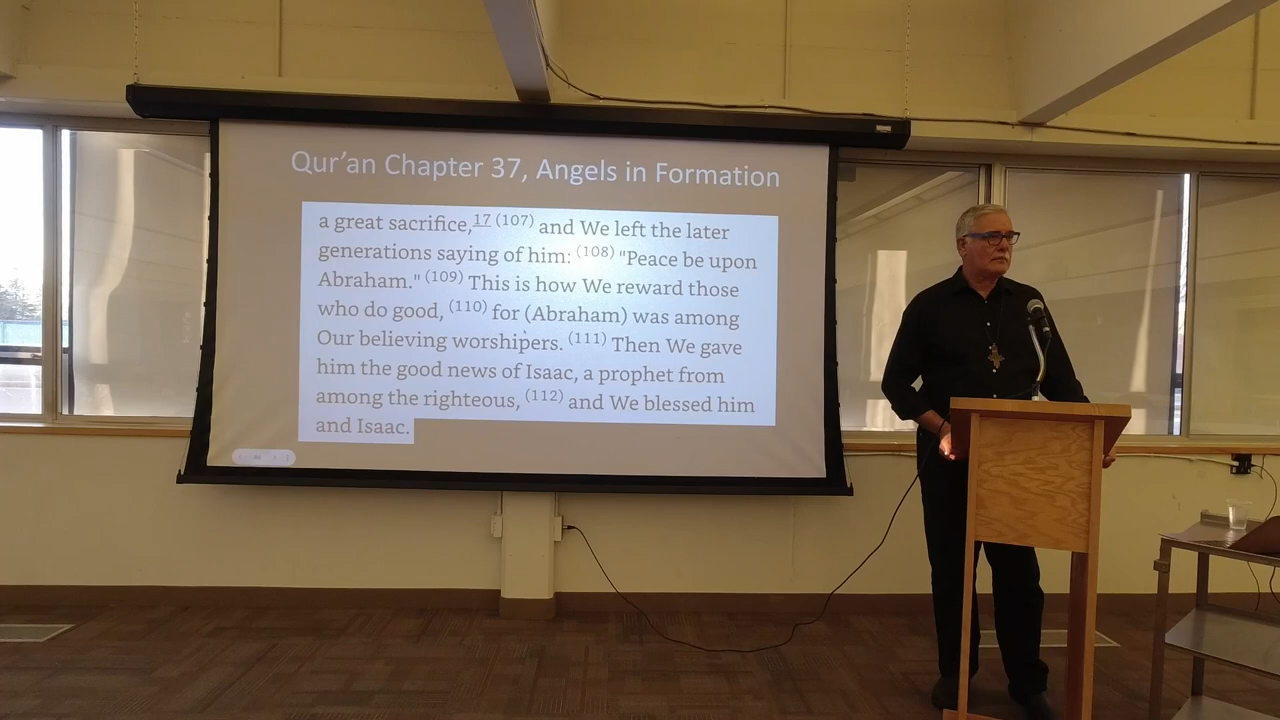 Qur'an Chapter 37, Angels in Formation
a great sacrifice,17 (107) and We left the later
generations saying of him: (108) "Peace be upon
Abraham." (109) This is how We reward those
who do good, (110) for (Abraham) was among
Our believing worshipers. (111) Then We gave
him the good news of Isaac, a prophet from
among the righteous, (112) and We blessed him
and Isaac.